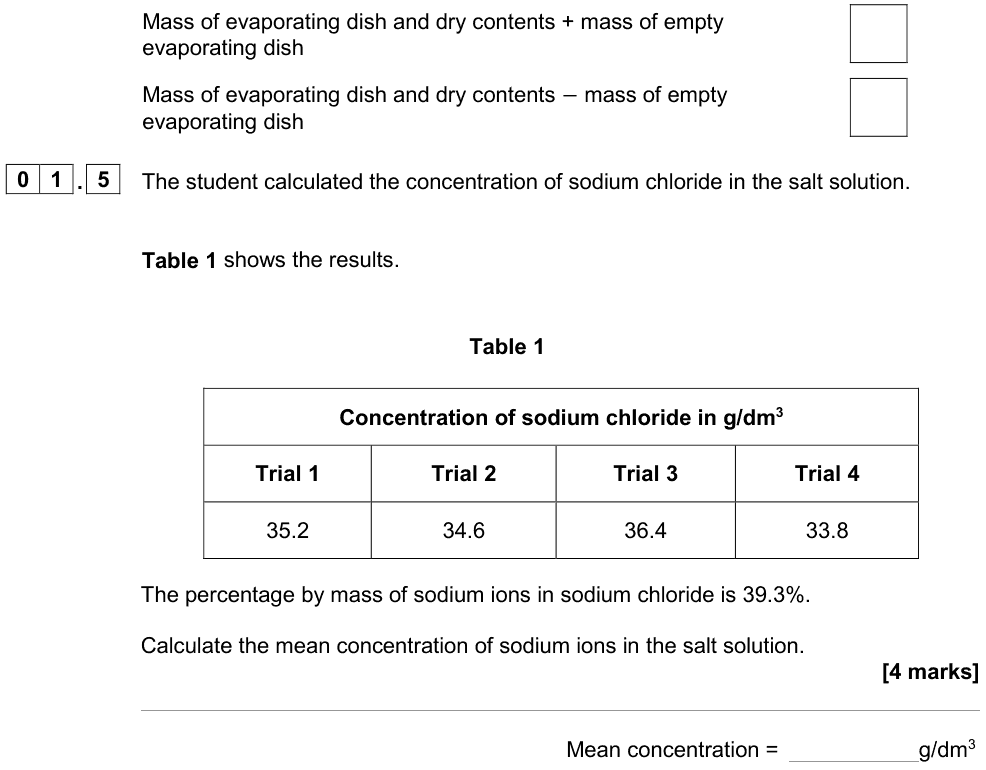 Mass of evaporating dish and dry contents + mass of empty
evaporating dish
Mass of evaporating dish and dry contents − mass of empty
evaporating dish
0 1 . 5 The student calculated the concentration of sodium chloride in the salt solution.
Table 1 shows the results.
Table 1
Concentration of sodium chloride in g/dm³
Trial 1 Trial 2 Trial 3 Trial 4
35.2 34.6 36.4 33.8
The percentage by mass of sodium ions in sodium chloride is 39.3%.
Calculate the mean concentration of sodium ions in the salt solution.
[4 marks]
Mean concentration = ____________g/dm³